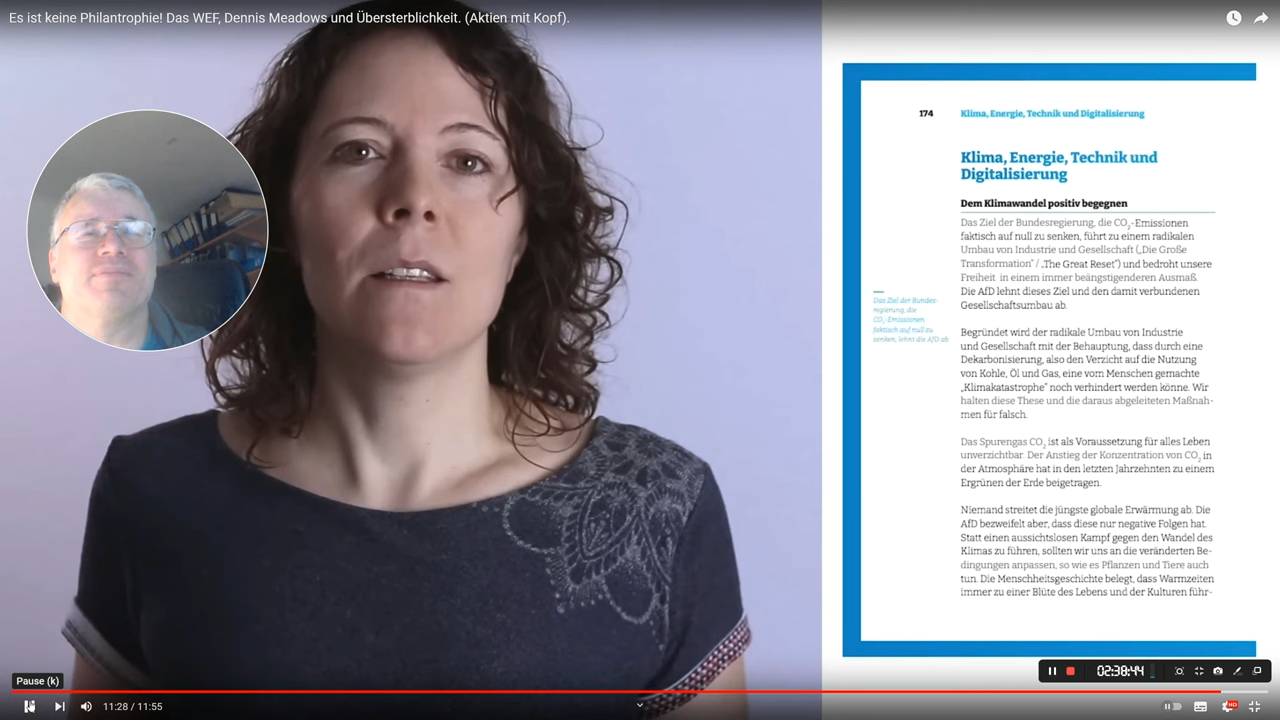 Es ist keine Philantrophie! Das WEF, Dennis Meadows und Übersterblichkeit. (Aktien mit Kopf).
174
Klima, Energie, Technik und Digitalisierung
Klima, Energie, Technik und
Digitalisierung
Dem Klimawandel positiv begegnen
Das Ziel der Bundesregierung, die CO2-Emissionen
faktisch auf null zu senken, führt zu einem radikalen
Umbau von Industrie und Gesellschaft („Die Große
Transformation“ / „The Great Reset“) und bedroht unsere
Freiheit in einem immer beängstigenderen Ausmaß.
Die AfD lehnt dieses Ziel und den damit verbundenen
Gesellschaftsumbau ab.
Das Ziel der Bundes-
regierung, die
CO2-Emissionen
faktisch auf null zu
senken, lehnt die AfD ab.
Begründet wird der radikale Umbau von Industrie
und Gesellschaft mit der Behauptung, dass durch eine
Dekarbonisierung, also den Verzicht auf die Nutzung
von Kohle, Öl und Gas, eine vom Menschen gemachte
„Klimakatastrophe“ noch verhindert werden könne. Wir
halten diese These und die daraus abgeleiteten Maßnah-
men für falsch.
Das Spurengas CO2 ist als Voraussetzung für alles Leben
unverzichtbar. Der Anstieg der Konzentration von CO2 in
der Atmosphäre hat in den letzten Jahrzehnten zu einem
Ergrünen der Erde beigetragen.
Niemand streitet die jüngste globale Erwärmung ab. Die
AfD bezweifelt aber, dass diese nur negative Folgen hat.
Statt einen aussichtslosen Kampf gegen den Wandel des
Klimas zu führen, sollten wir uns an die veränderten Be-
dingungen anpassen, so wie es Pflanzen und Tiere auch
tun. Die Menschheitsgeschichte belegt, dass Warmzeiten
immer zu einer Blüte des Lebens und der Kulturen führ-
02:38:44
Pause (k)
11:28 / 11:55
HD